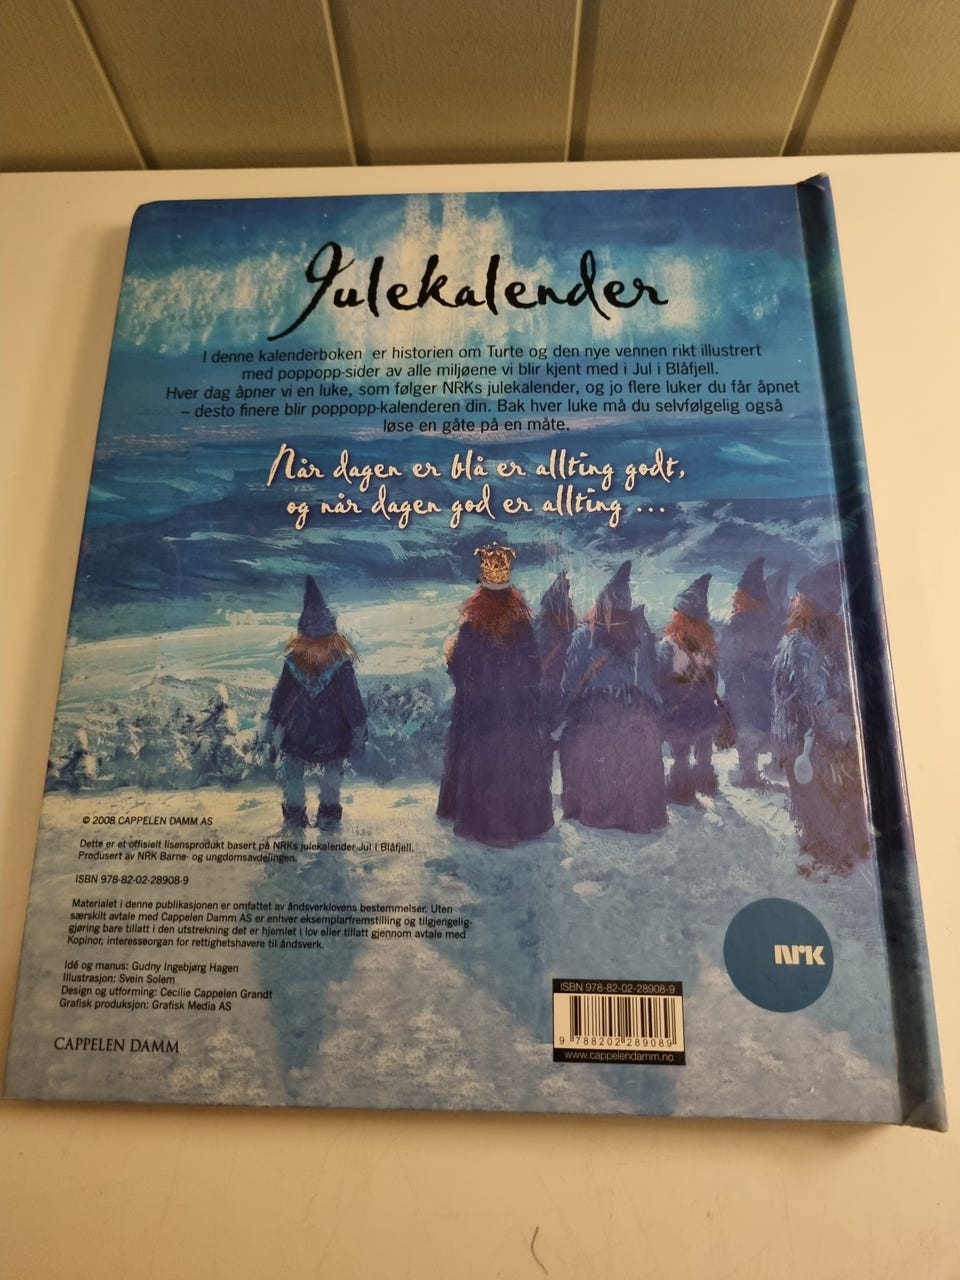 Julekalender
I denne kalenderboken er historien om Turte og den nye vennen rikt illustrert
med poppopp-sider av alle miljøene vi blir kjent med i Jul i Blåfjell.
Hver dag åpner vi en luke, som følger NRKs julekalender, og jo flere luker du får åpnet
– desto finere blir poppopp-kalenderen din. Bak hver luke må du selvfølgelig også
løse en gåte på en måte.
Når dagen er blå er allting godt,
og når dagen god er allting ...
© 2008 CAPPELEN DAMM AS
Dette er et offisielt lisensprodukt basert på NRKs julekalender Jul i Blåfjell.
Produsert av NRK Barne- og ungdomsavdelingen.
ISBN 978-82-02-28908-9
Materialet i denne publikasjonen er omfattet av åndsverklovens bestemmelser. Uten
særskilt avtale med Cappelen Damm AS er enhver eksemplarfremstilling og tilgjengelig-
gjøring bare tillatt i den utstrekning det er hjemlet i lov eller tillatt gjennom avtale med
Kopinor, interesseorgan for rettighetshavere til åndsverk.
Idé og manus: Gudny Ingebjørg Hagen
Illustrasjon: Svein Solem
Design og utforming: Cecilie Cappelen Grandt
Grafisk produksjon: Grafisk Media AS
CAPPELEN DAMM
nrk
ISBN 978-82-02-28908-9
9 788202 289089
www.cappelendamm.no